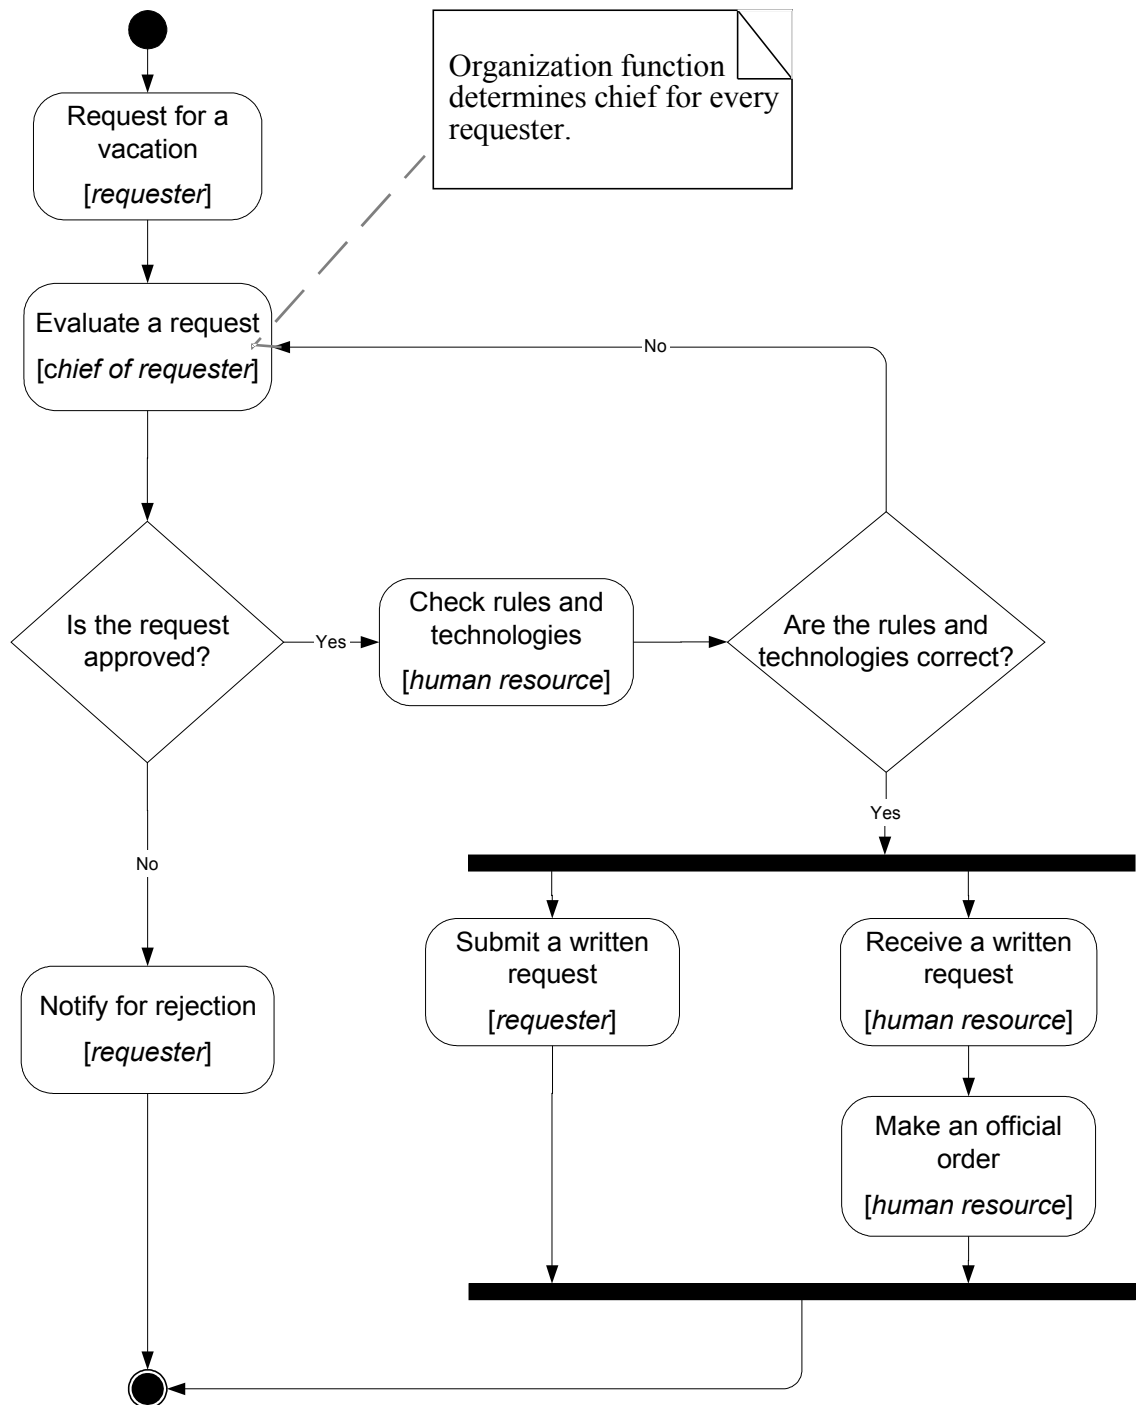 Request for a
vacation
[requester]
Organization function
determines chief for every
requester.
Evaluate a request
[chief of requester]
No
Is the request
approved?
Yes
Check rules and
technologies
[human resource]
Are the rules and
technologies correct?
Yes
No
Submit a written
request
[requester]
Receive a written
request
[human resource]
Notify for rejection
[requester]
Make an official
order
[human resource]